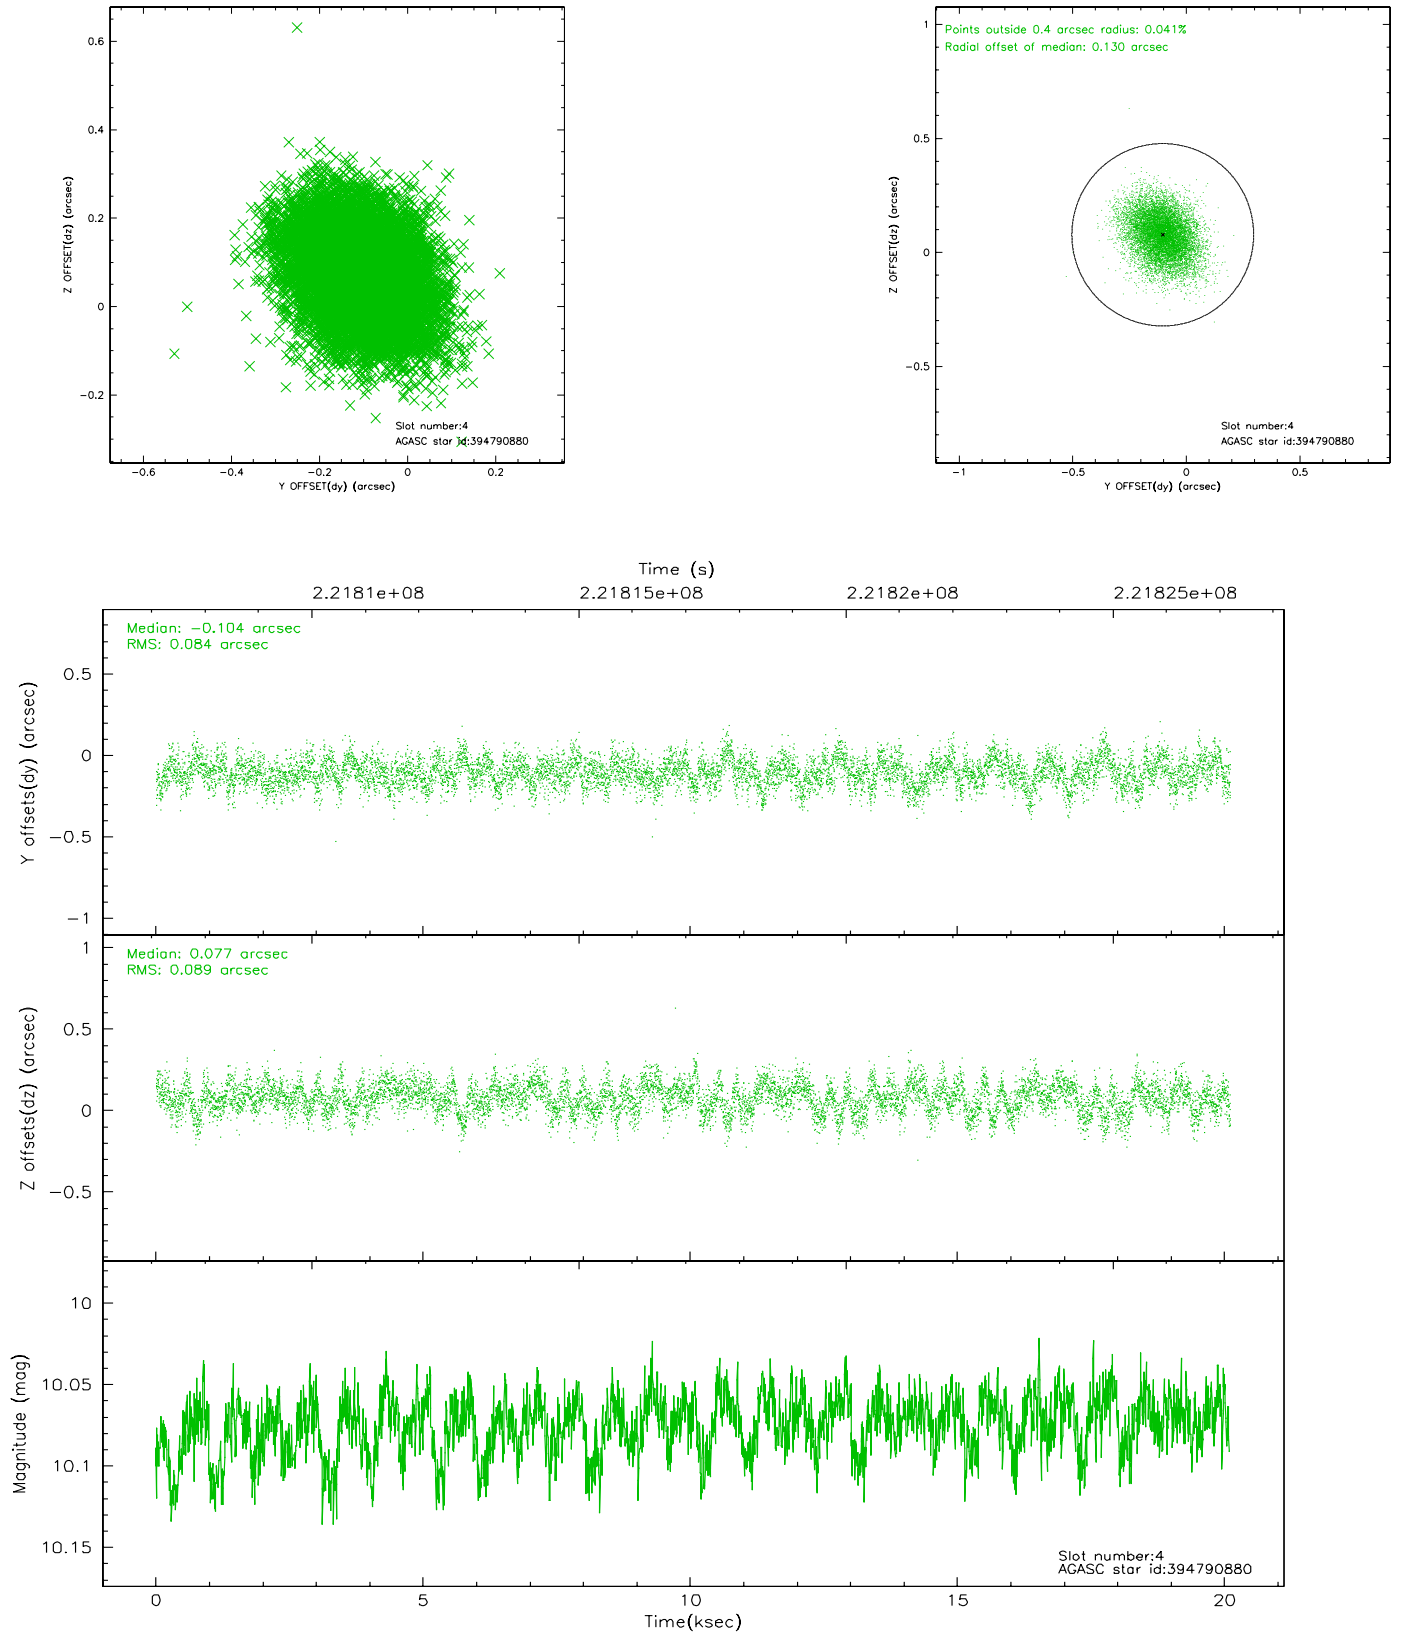 0.6
0.4
0.2
0
−0.2
Z OFFSET(dz) (arcsec)
Slot number:4
AGASC star id:394790880
−0.6 −0.4 −0.2 0 0.2
Y OFFSET(dy) (arcsec)
Points outside 0.4 arcsec radius: 0.041%
Radial offset of median: 0.130 arcsec
1
0.5
0
−0.5
Z OFFSET(dz) (arcsec)
Slot number:4
AGASC star id:394790880
−1 −0.5 0 0.5
Y OFFSET(dy) (arcsec)
Time (s)
2.2181e+08 2.21815e+08 2.2182e+08 2.21825e+08
Median: −0.104 arcsec
RMS: 0.084 arcsec
0.5
0
−0.5
−1
Y offsets(dy) (arcsec)
Median: 0.077 arcsec
RMS: 0.089 arcsec
1
0.5
0
−0.5
Z offsets(dz) (arcsec)
10
10.05
10.1
10.15
Magnitude (mag)
Slot number:4
AGASC star id:394790880
0 5 10 15 20
Time(ksec)